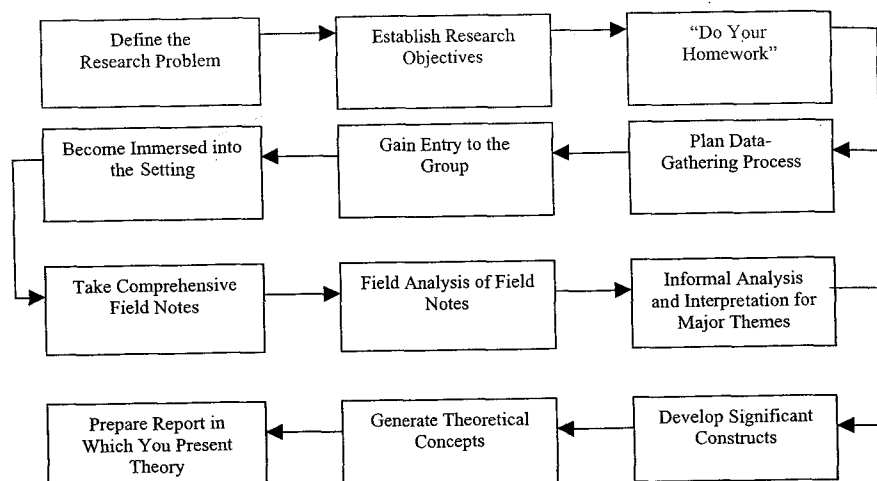 Define the
Research Problem
Establish Research
Objectives
“Do Your
Homework”
Become Immersed into
the Setting
Gain Entry to the
Group
Plan Data-
Gathering Process
Take Comprehensive
Field Notes
Field Analysis of Field
Notes
Informal Analysis
and Interpretation for
Major Themes
Prepare Report in
Which You Present
Theory
Generate Theoretical
Concepts
Develop Significant
Constructs